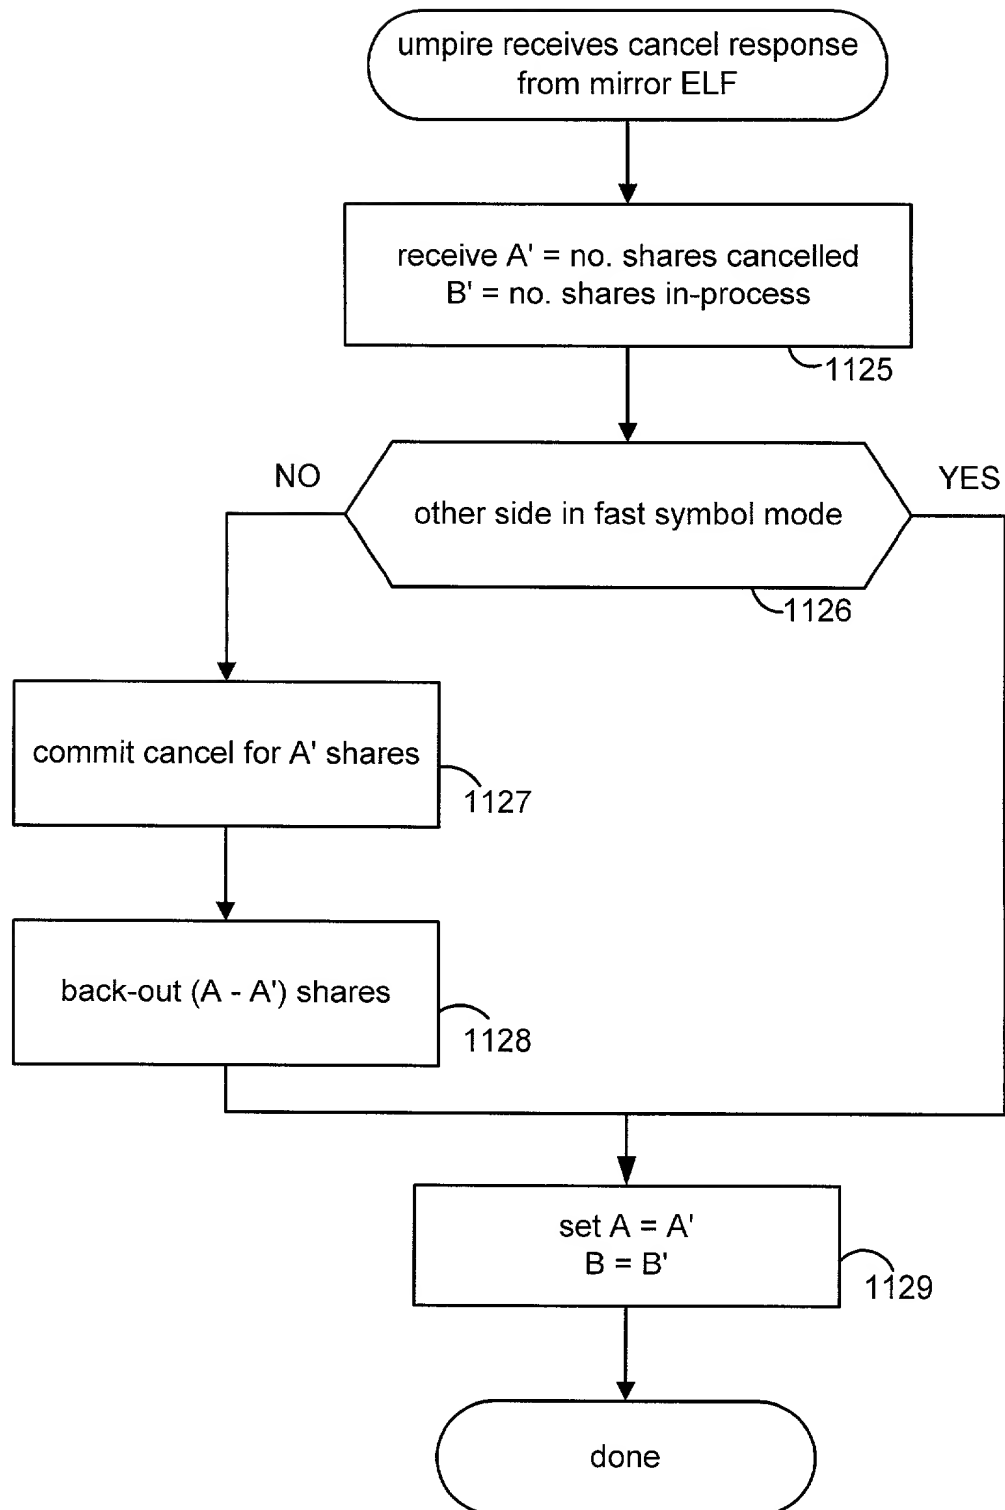 umpire receives cancel response
from mirror ELF
receive A' = no. shares cancelled
B' = no. shares in-process
1125
NO
YES
other side in fast symbol mode
1126
commit cancel for A' shares
1127
back-out (A - A') shares
1128
set A = A'
B = B'
1129
done